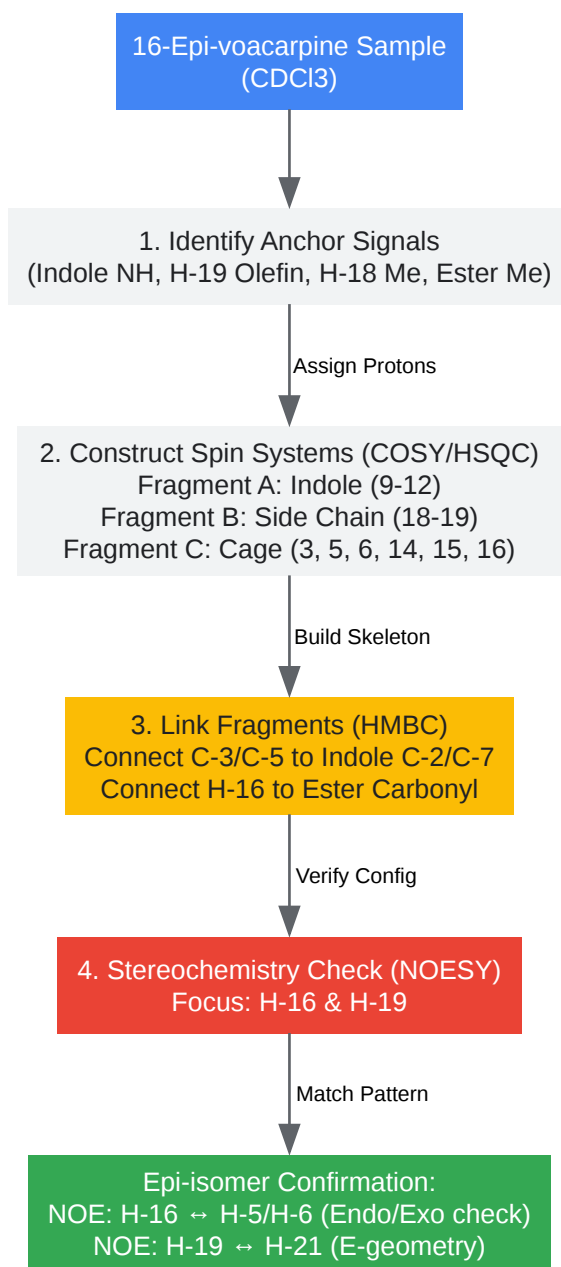 16-Epi-voacarpine Sample
(CDCl3)
1. Identify Anchor Signals
(Indole NH, H-19 Olefin, H-18 Me, Ester Me)
Assign Protons
2. Construct Spin Systems (COSY/HSQC)
Fragment A: Indole (9-12)
Fragment B: Side Chain (18-19)
Fragment C: Cage (3, 5, 6, 14, 15, 16)
Build Skeleton
3. Link Fragments (HMBC)
Connect C-3/C-5 to Indole C-2/C-7
Connect H-16 to Ester Carbonyl
Verify Config
4. Stereochemistry Check (NOESY)
Focus: H-16 & H-19
Match Pattern
Epi-isomer Confirmation:
NOE: H-16 ↔ H-5/H-6 (Endo/Exo check)
NOE: H-19 ↔ H-21 (E-geometry)